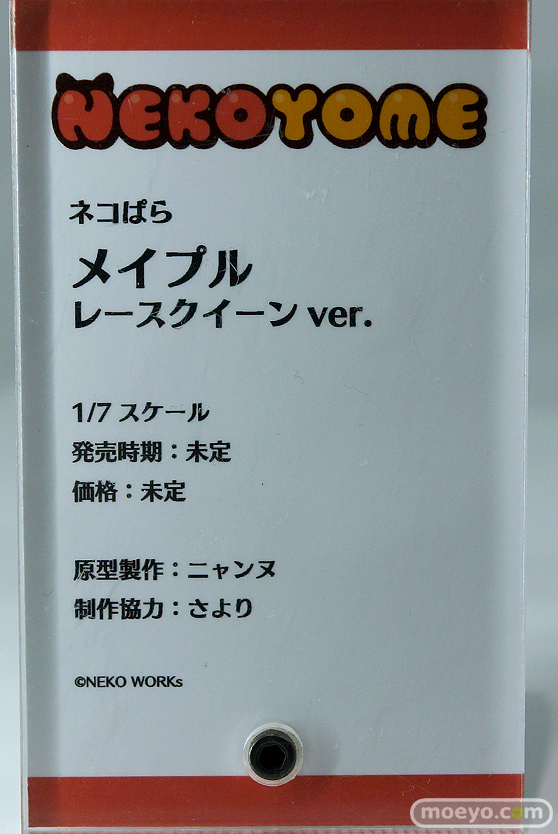 NEKOYOME
ネコぱら
メイプル
レースクイーン ver.
1/7 スケール
発売時期：未定
価格：未定
原型製作：ニャンヌ
制作協力：さより
©NEKO WORKs
moeyo.com